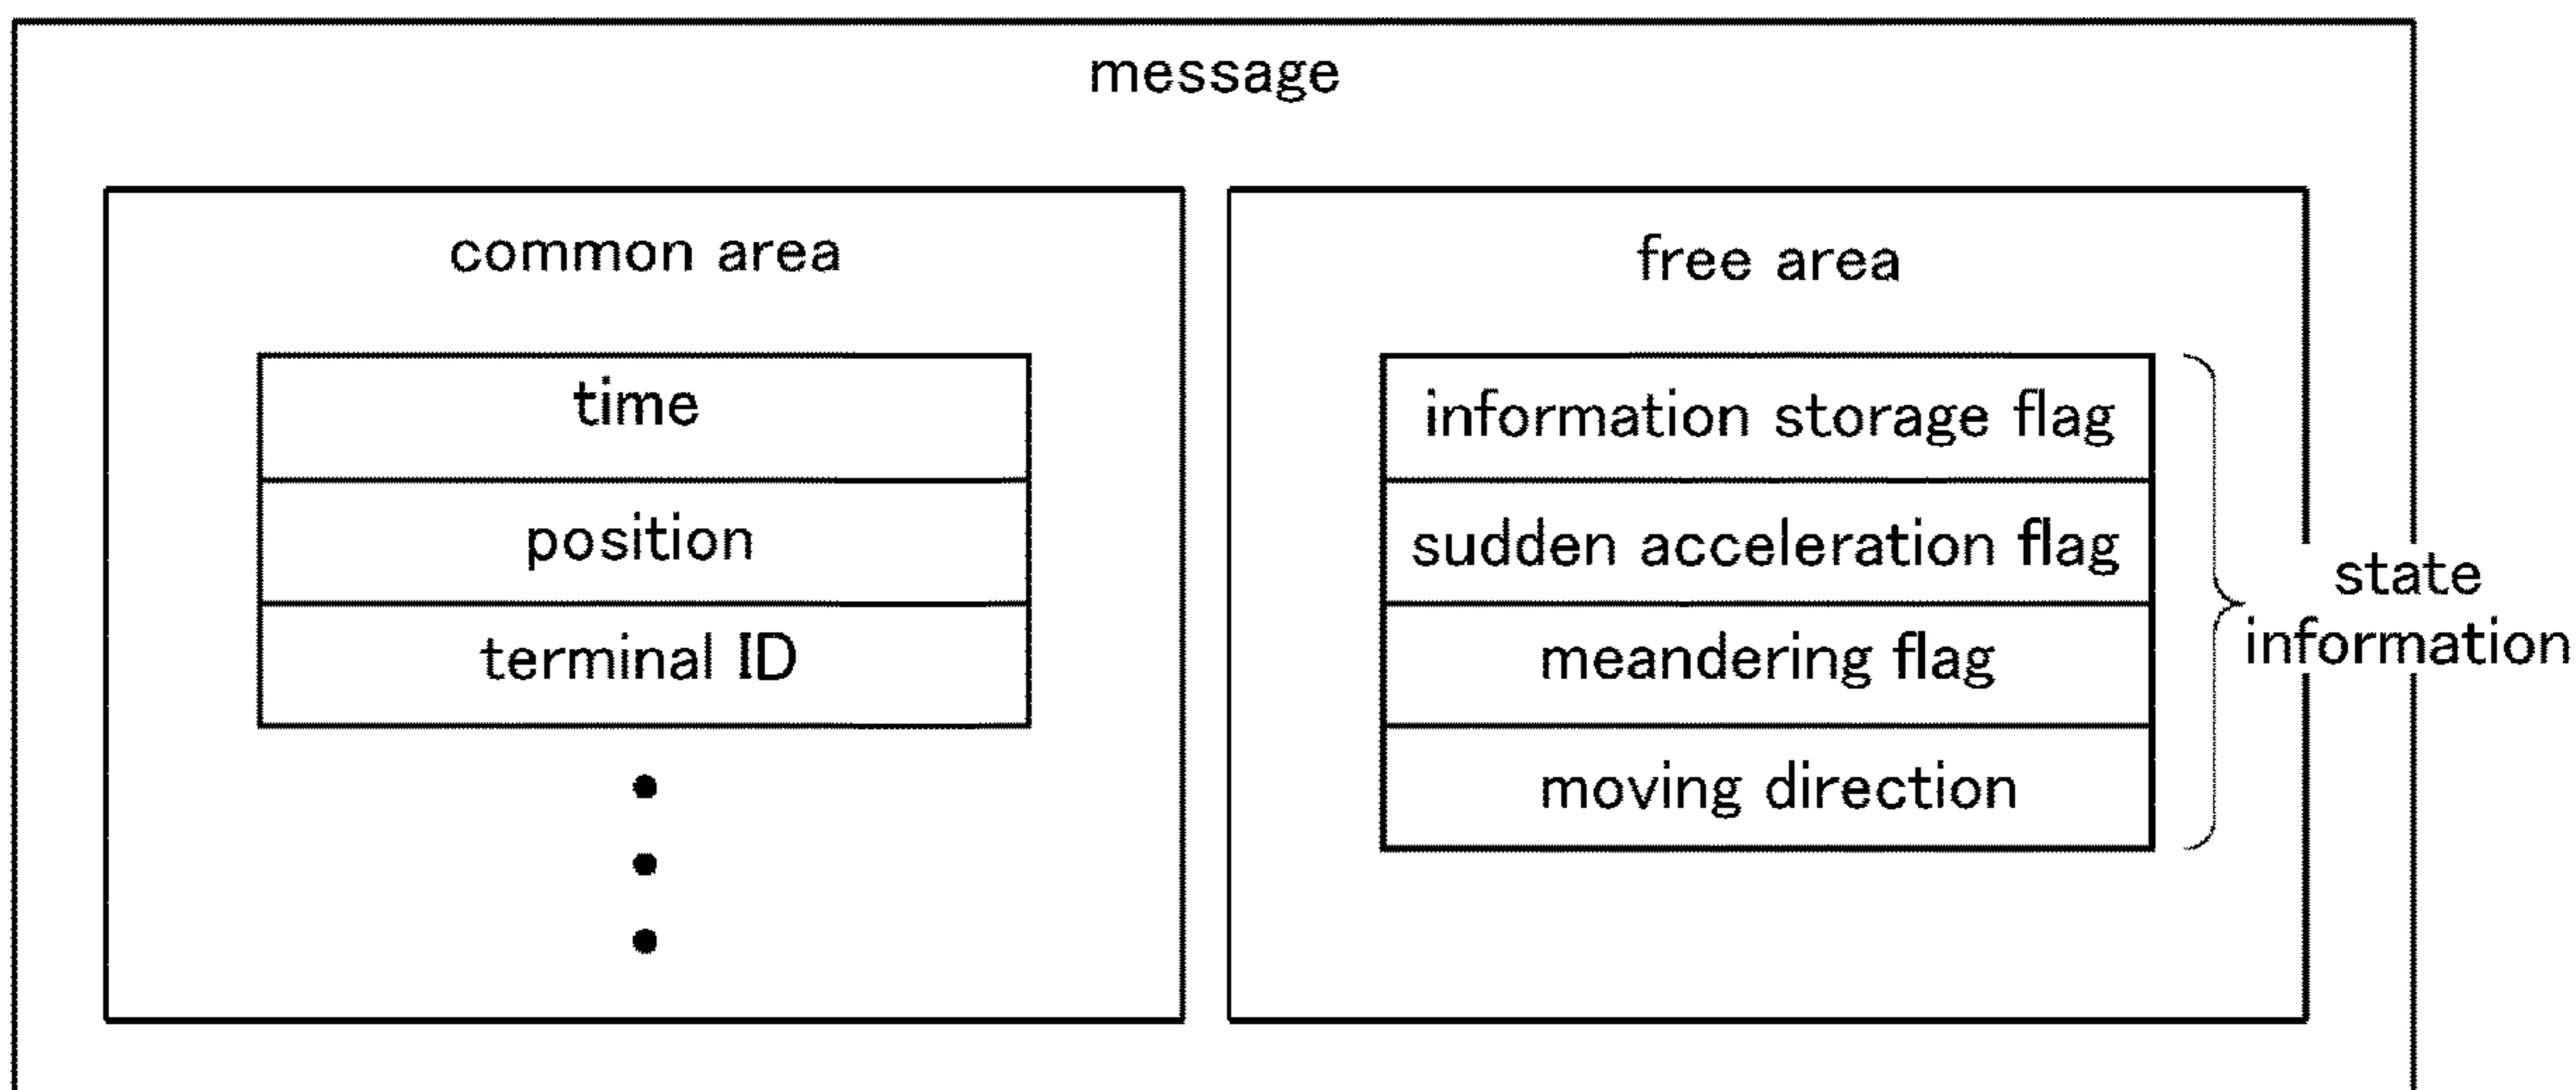 message
common area
time
position
terminal ID
free area
information storage flag
sudden acceleration flag
meandering flag
moving direction
state
information